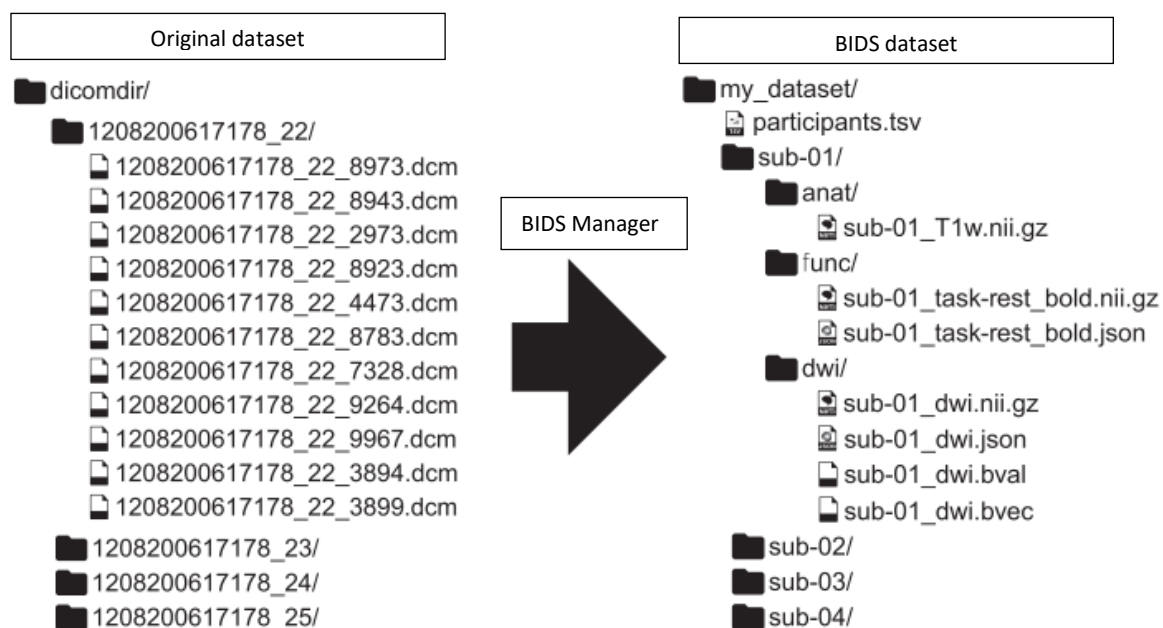 Original dataset
dicomdir/
1208200617178_22/
1208200617178_22_8973.dcm
1208200617178_22_8943.dcm
1208200617178_22_2973.dcm
1208200617178_22_8923.dcm
1208200617178_22_4473.dcm
1208200617178_22_8783.dcm
1208200617178_22_7328.dcm
1208200617178_22_9264.dcm
1208200617178_22_9967.dcm
1208200617178_22_3894.dcm
1208200617178_22_3899.dcm
1208200617178_23/
1208200617178_24/
1208200617178_25/
BIDS Manager
BIDS dataset
my_dataset/
participants.tsv
sub-01/
anat/
sub-01_T1w.nii.gz
func/
sub-01_task-rest_bold.nii.gz
sub-01_task-rest_bold.json
dwi/
sub-01_dwi.nii.gz
sub-01_dwi.json
sub-01_dwi.bval
sub-01_dwi.bvec
sub-02/
sub-03/
sub-04/